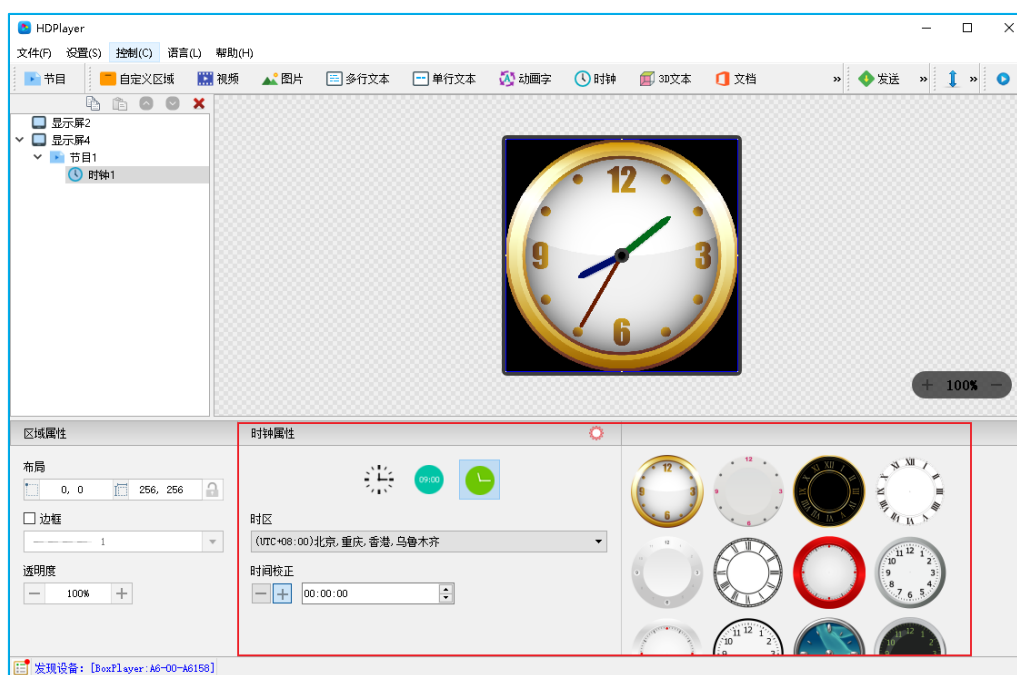 HDPlayer
文件(F) 设置(S) 控制(C) 语言(L) 帮助(H)
节目 自定义区域 视频 图片 多行文本 单行文本 动画字 时钟 3D文本 文档 » 发送 » »
显示屏2
显示屏4
节目1
时钟1
12
9 3
6
+ 100% −
区域属性 时钟属性
布局
09:00
0, 0 256, 256
边框 时区
1 (UTC+08:00)北京,重庆,香港,乌鲁木齐
透明度 时间校正
− 100% + − + 00:00:00
发现设备: [BoxPlayer:A6-00-A6158]